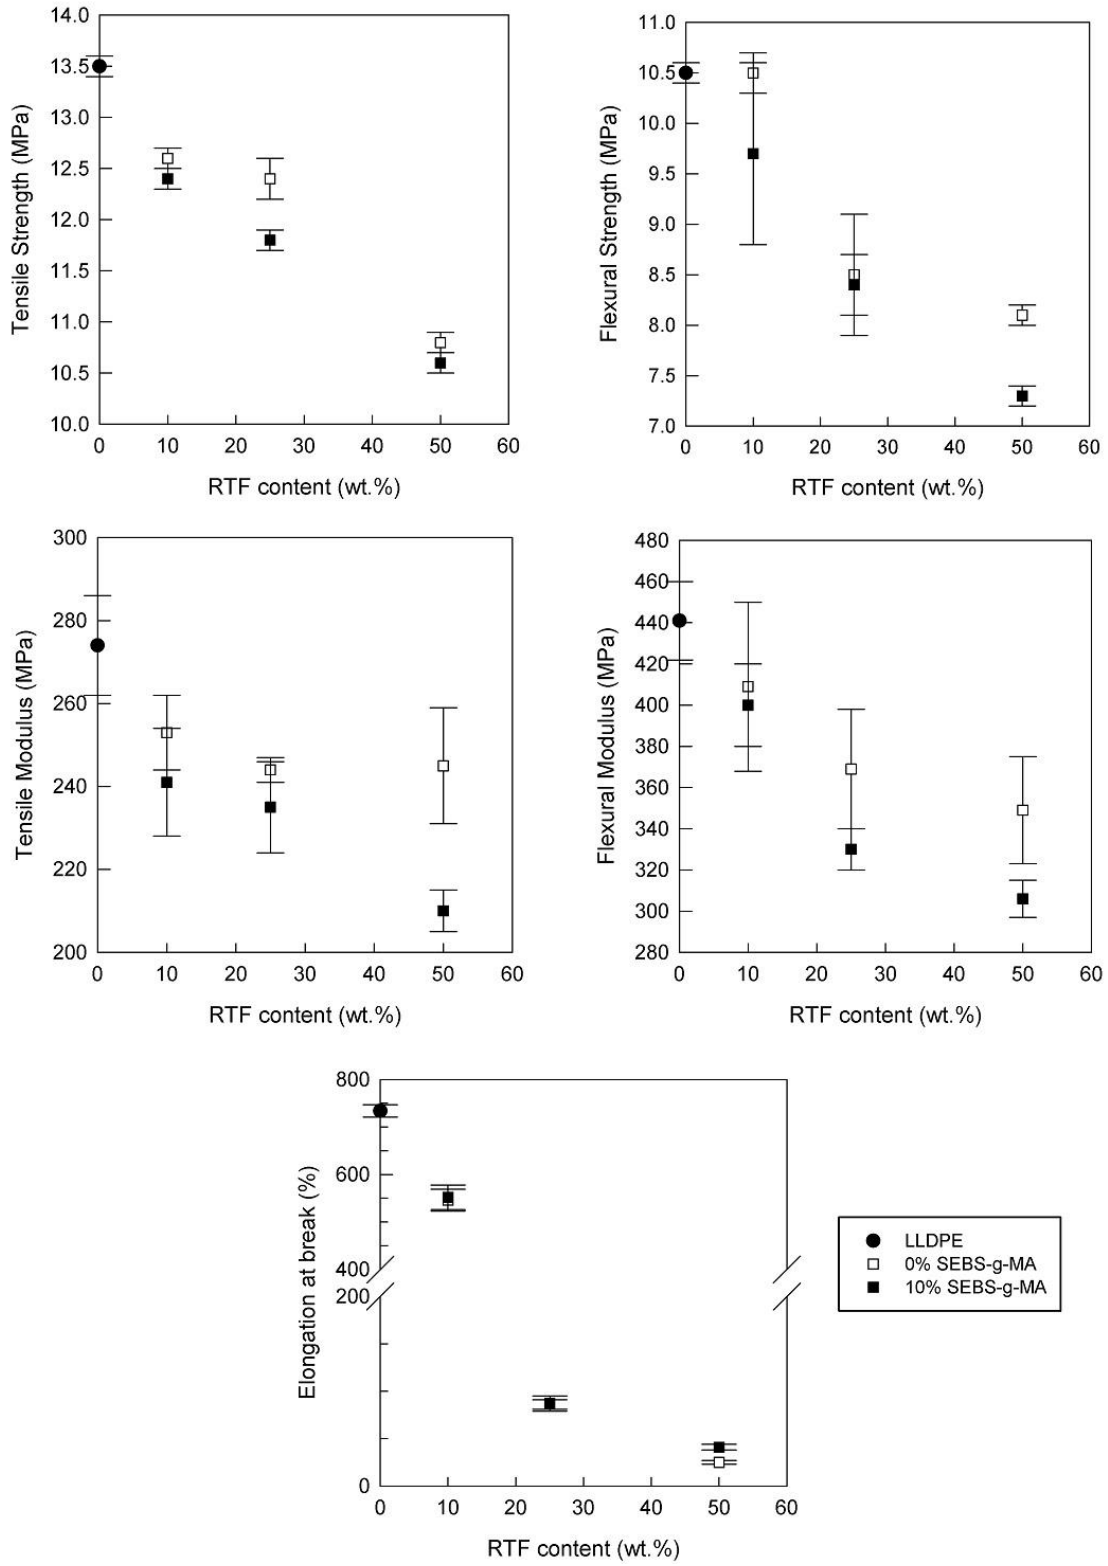 14.0
13.5
13.0
12.5
12.0
11.5
11.0
10.5
10.0
Tensile Strength (MPa)
0 10 20 30 40 50 60
RTF content (wt.%)
11.0
10.5
10.0
9.5
9.0
8.5
8.0
7.5
7.0
Flexural Strength (MPa)
0 10 20 30 40 50 60
RTF content (wt.%)
300
280
260
240
220
200
Tensile Modulus (MPa)
0 10 20 30 40 50 60
RTF content (wt.%)
480
460
440
420
400
380
360
340
320
300
280
Flexural Modulus (MPa)
0 10 20 30 40 50 60
RTF content (wt.%)
800
600
400
200
0
Elongation at break (%)
0 10 20 30 40 50 60
RTF content (wt.%)
LLDPE
0% SEBS-g-MA
10% SEBS-g-MA